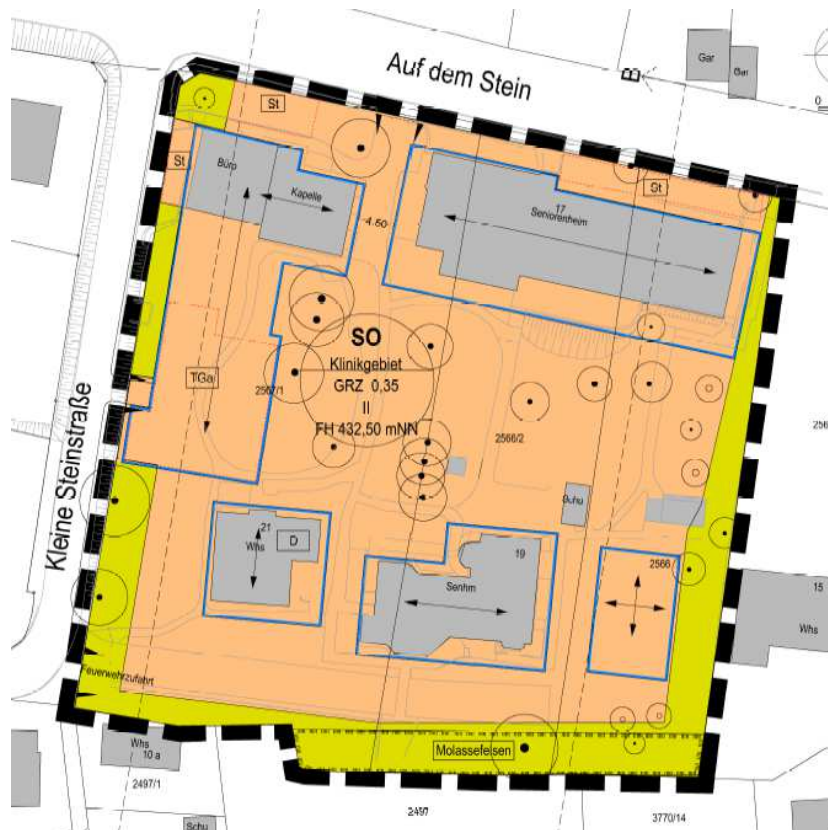 Auf dem Stein
B
Gar
Gar
0
St
St
St
Büro
Kapelle
17
Seniorenheim
4.50
SO
Klinikgebiet
GRZ 0,35
II
FH 432,50 mNN
TGa
2567/1
2566/2
256
Kleine Steinstraße
21
Whs
D
19
Senhm
2566
15
Whs
Feuerwehrzufahrt
Molassefelsen
Whs
10 a
2497/1
2497
3770/14
Schu